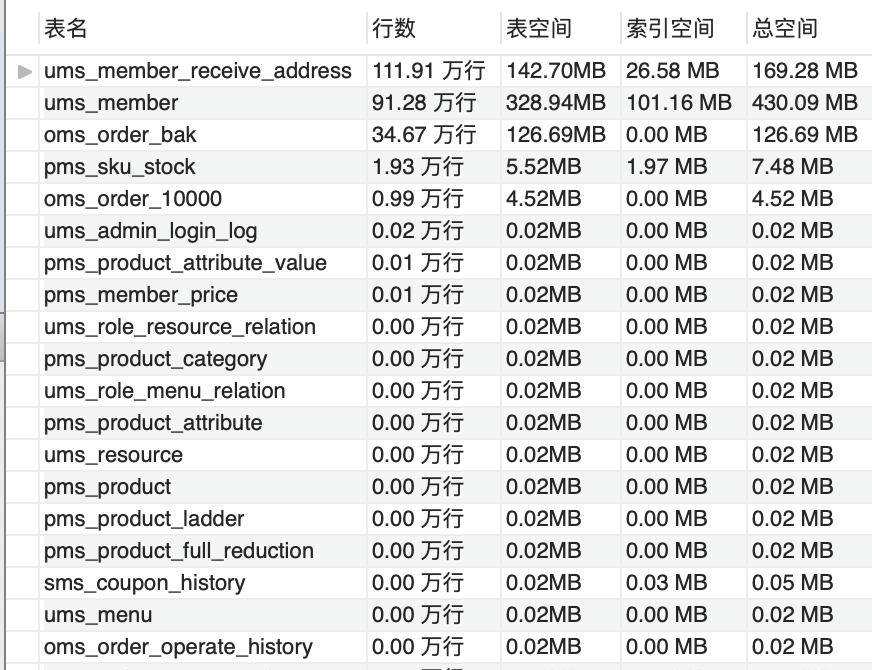 表名 行数 表空间 索引空间 总空间
ums_member_receive_address 111.91 万行 142.70MB 26.58 MB 169.28 MB
ums_member 91.28 万行 328.94MB 101.16 MB 430.09 MB
oms_order_bak 34.67 万行 126.69MB 0.00 MB 126.69 MB
pms_sku_stock 1.93 万行 5.52MB 1.97 MB 7.48 MB
oms_order_10000 0.99 万行 4.52MB 0.00 MB 4.52 MB
ums_admin_login_log 0.02 万行 0.02MB 0.00 MB 0.02 MB
pms_product_attribute_value 0.01 万行 0.02MB 0.00 MB 0.02 MB
pms_member_price 0.01 万行 0.02MB 0.00 MB 0.02 MB
ums_role_resource_relation 0.00 万行 0.02MB 0.00 MB 0.02 MB
pms_product_category 0.00 万行 0.02MB 0.00 MB 0.02 MB
ums_role_menu_relation 0.00 万行 0.02MB 0.00 MB 0.02 MB
pms_product_attribute 0.00 万行 0.02MB 0.00 MB 0.02 MB
ums_resource 0.00 万行 0.02MB 0.00 MB 0.02 MB
pms_product 0.00 万行 0.02MB 0.00 MB 0.02 MB
pms_product_ladder 0.00 万行 0.02MB 0.00 MB 0.02 MB
pms_product_full_reduction 0.00 万行 0.02MB 0.00 MB 0.02 MB
sms_coupon_history 0.00 万行 0.02MB 0.03 MB 0.05 MB
ums_menu 0.00 万行 0.02MB 0.00 MB 0.02 MB
oms_order_operate_history 0.00 万行 0.02MB 0.00 MB 0.02 MB